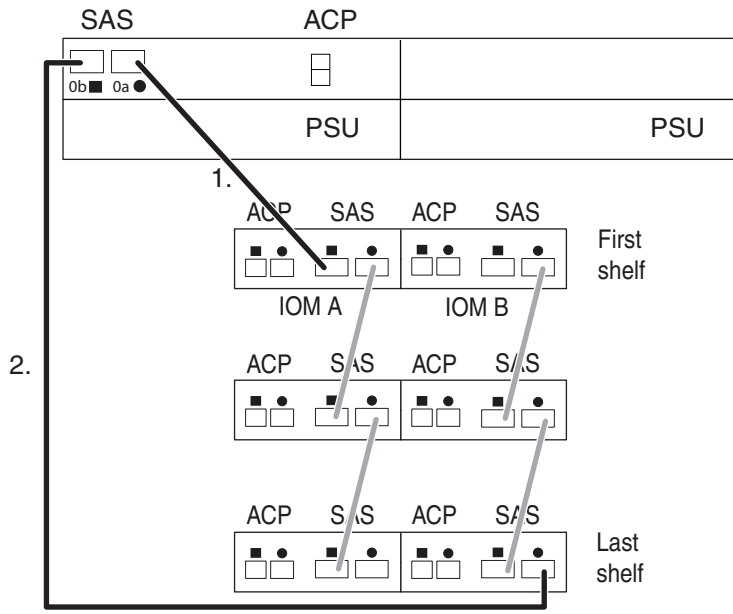 SAS ACP
0b■ 0a●
PSU PSU
1.
ACP SAS ACP SAS
First
shelf
■ ● ■ ● ■ ● ■ ●
IOM A IOM B
2.
ACP SAS ACP SAS
■ ● ■ ● ■ ● ■ ●
ACP SAS ACP SAS
Last
shelf
■ ● ■ ● ■ ● ■ ●